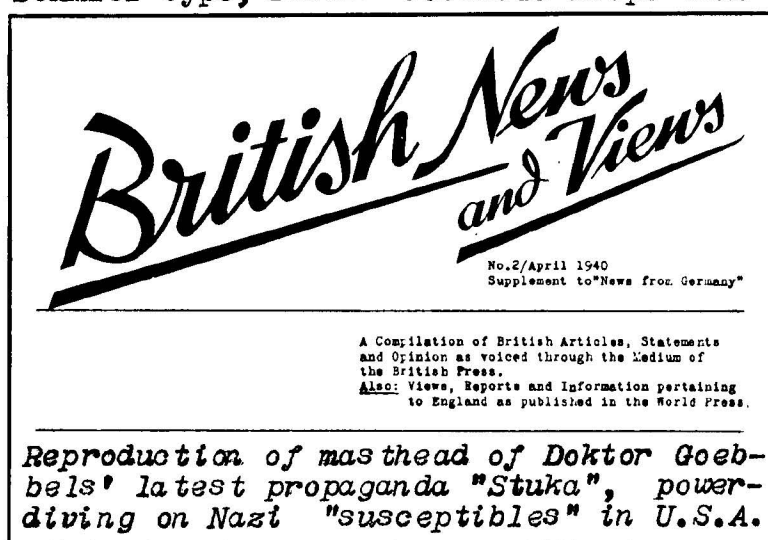 British News
and Views
No.2/April 1940
Supplement to"News from Germany"
A Compilation of British Articles, Statements
and Opinion as voiced through the Medium of
the British Press.
Also: Views, Reports and Information pertaining
to England as published in the World Press.
Reproduction of masthead of Doktor Goeb-
bels' latest propaganda "Stuka", power-
diving on Nazi "susceptibles" in U.S.A.